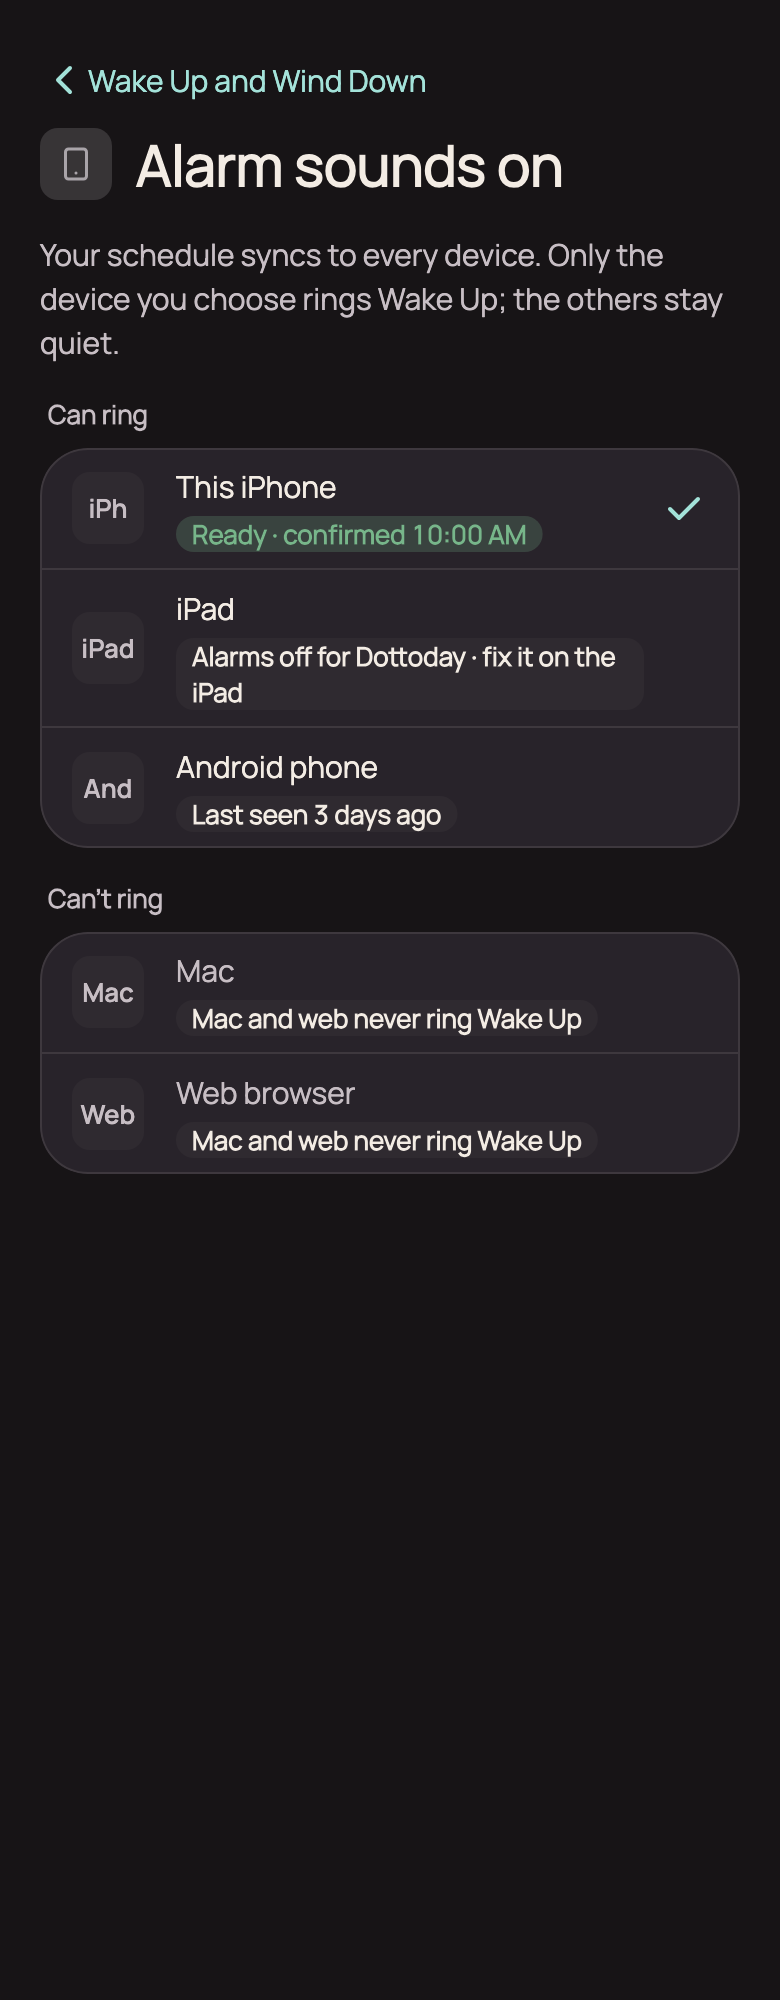 Wake Up and Wind Down
Alarm sounds on
Your schedule syncs to every device. Only the
device you choose rings Wake Up; the others stay
quiet.
Can ring
iPh
This iPhone
Ready · confirmed 10:00 AM
iPad
iPad
Alarms off for Dottoday · fix it on the
iPad
And
Android phone
Last seen 3 days ago
Can’t ring
Mac
Mac
Mac and web never ring Wake Up
Web
Web browser
Mac and web never ring Wake Up